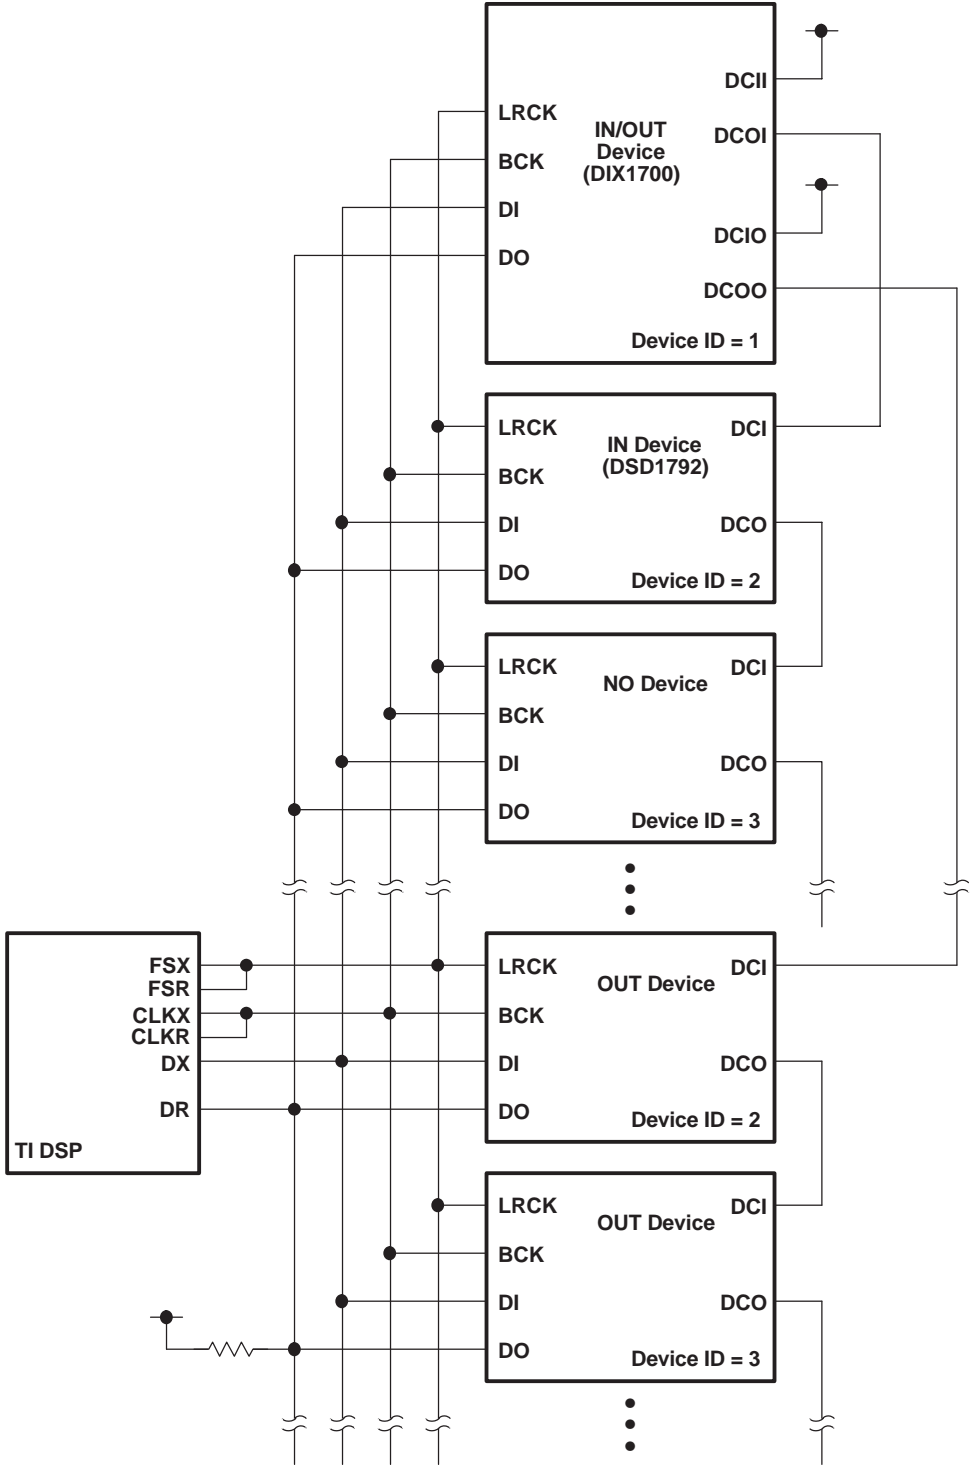 DCII
LRCK
IN/OUT
Device
(DIX1700)
DCOI
BCK
DI
DCIO
DO
DCOO
Device ID = 1
LRCK
DCI
IN Device
(DSD1792)
BCK
DI
DCO
DO
Device ID = 2
LRCK
DCI
NO Device
BCK
DI
DCO
DO
Device ID = 3
FSX
FSR
CLKX
CLKR
DX
DR
TI DSP
LRCK
DCI
OUT Device
BCK
DI
DCO
DO
Device ID = 2
LRCK
DCI
OUT Device
BCK
DI
DCO
DO
Device ID = 3